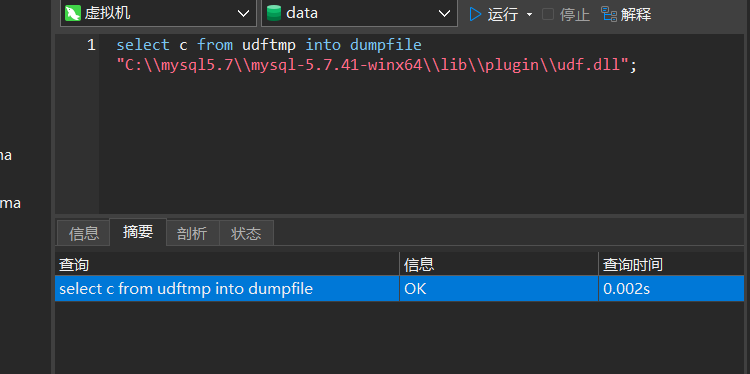 虚拟机 data 运行 停止 解释
1 select c from udftmp into dumpfile
"C:\\mysql5.7\\mysql-5.7.41-winx64\\lib\\plugin\\udf.dll";
na
ma
信息 摘要 剖析 状态
查询 信息 查询时间
select c from udftmp into dumpfile OK 0.002s